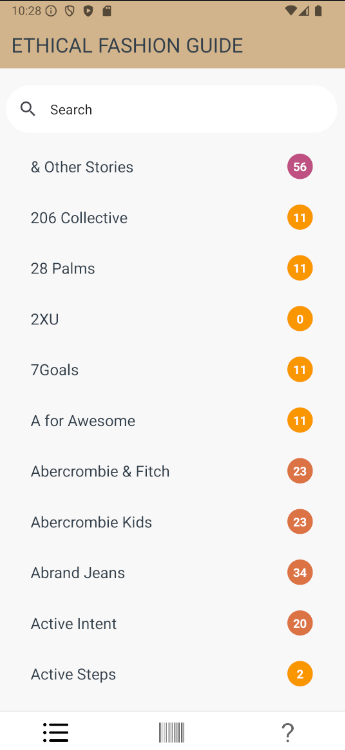 10:28
ETHICAL FASHION GUIDE
Search
& Other Stories 56
206 Collective 11
28 Palms 11
2XU 0
7Goals 11
A for Awesome 11
Abercrombie & Fitch 23
Abercrombie Kids 23
Abrand Jeans 34
Active Intent 20
Active Steps 2
?